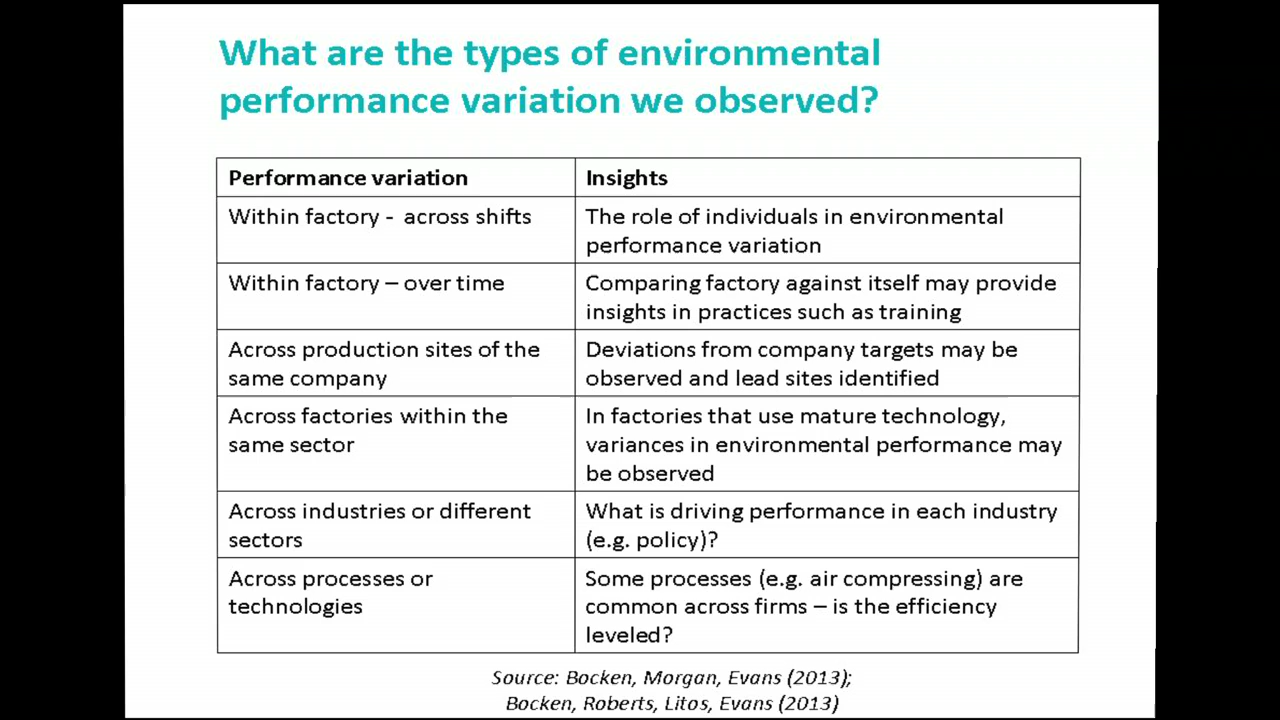 What are the types of environmental
performance variation we observed?
Performance variation
Insights
Within factory - across shifts
The role of individuals in environmental
performance variation
Within factory – over time
Comparing factory against itself may provide
insights in practices such as training
Across production sites of the
same company
Deviations from company targets may be
observed and lead sites identified
Across factories within the
same sector
In factories that use mature technology,
variances in environmental performance may
be observed
Across industries or different
sectors
What is driving performance in each industry
(e.g. policy)?
Across processes or
technologies
Some processes (e.g. air compressing) are
common across firms – is the efficiency
leveled?
Source: Bocken, Morgan, Evans (2013);
Bocken, Roberts, Litos, Evans (2013)